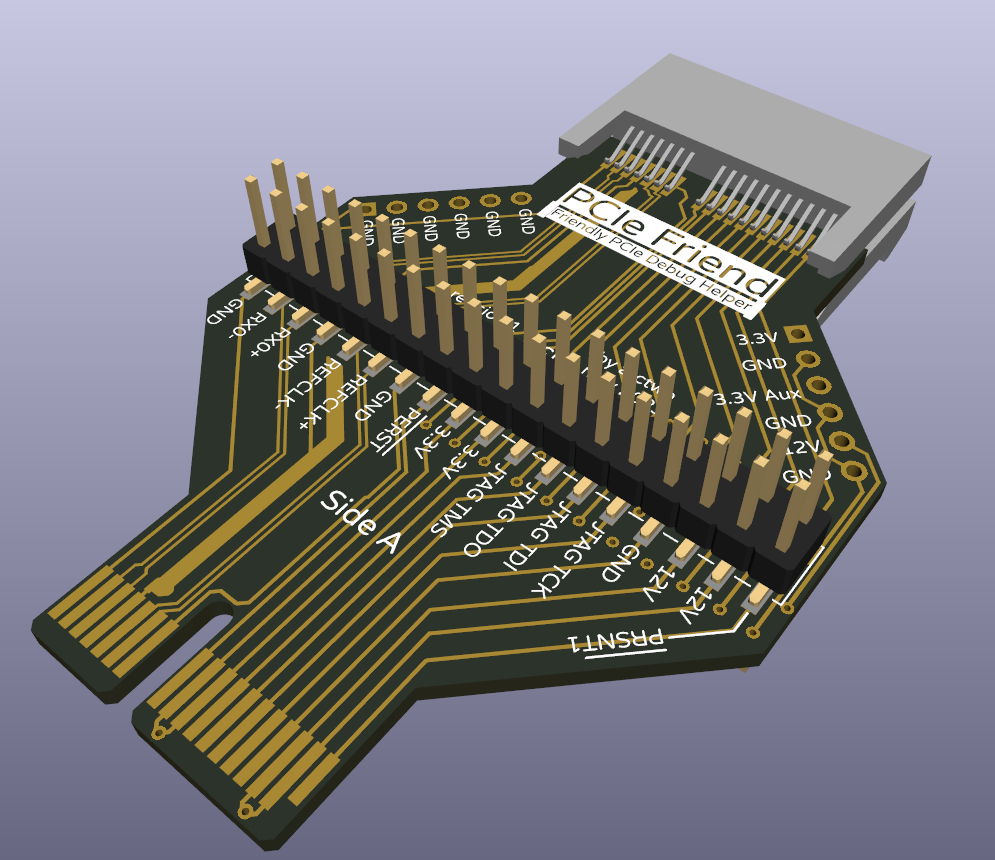 PCIe Friend
Friendly PCIe Debug Helper
GND
GND
GND
GND
GND
GND
3.3V
GND
3.3V Aux
GND
12V
GND
GND
RX0-
RX0+
GND
REFCLK-
REFCLK+
GND
PERST
3.3V
3.3V
JTAG TMS
JTAG TDO
JTAG TDI
JTAG TCK
GND
12V
12V
PRSNT1
Side A